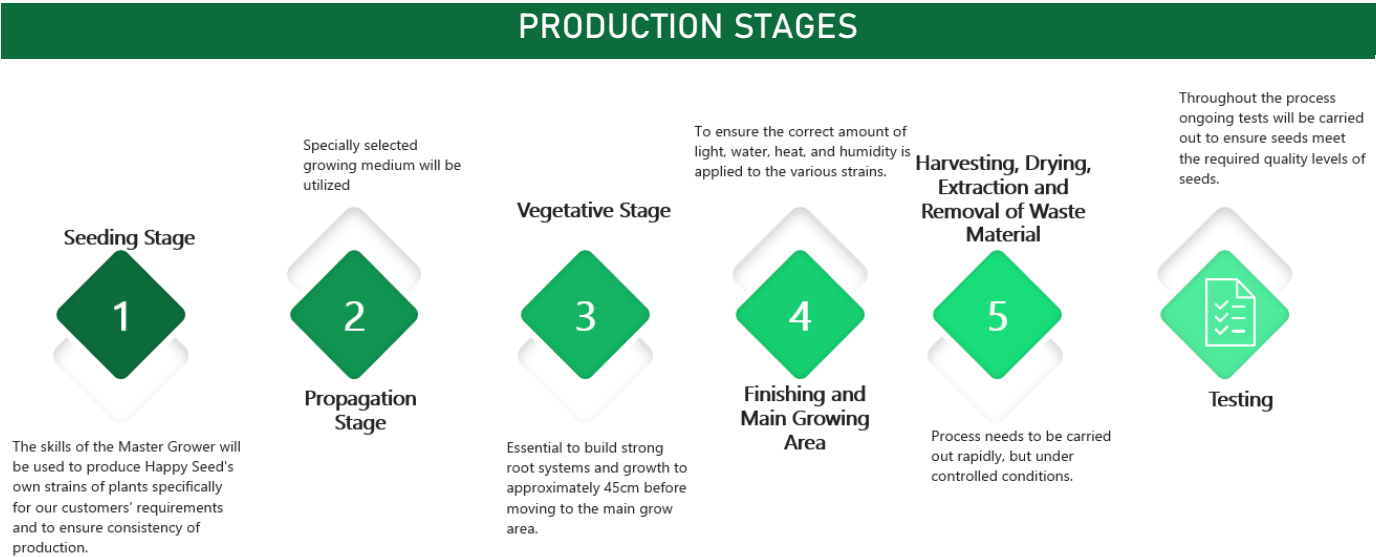 PRODUCTION STAGES
Seeding Stage
1
The skills of the Master Grower will
be used to produce Happy Seed's
own strains of plants specifically
for our customers' requirements
and to ensure consistency of
production.
Specially selected
growing medium will be
utilized
2
Propagation
Stage
Vegetative Stage
3
Essential to build strong
root systems and growth to
approximately 45cm before
moving to the main grow
area.
To ensure the correct amount of
light, water, heat, and humidity is
applied to the various strains.
4
Finishing and
Main Growing
Area
Harvesting, Drying,
Extraction and
Removal of Waste
Material
5
Process needs to be carried
out rapidly, but under
controlled conditions.
Throughout the process
ongoing tests will be carried
out to ensure seeds meet
the required quality levels of
seeds.
Testing